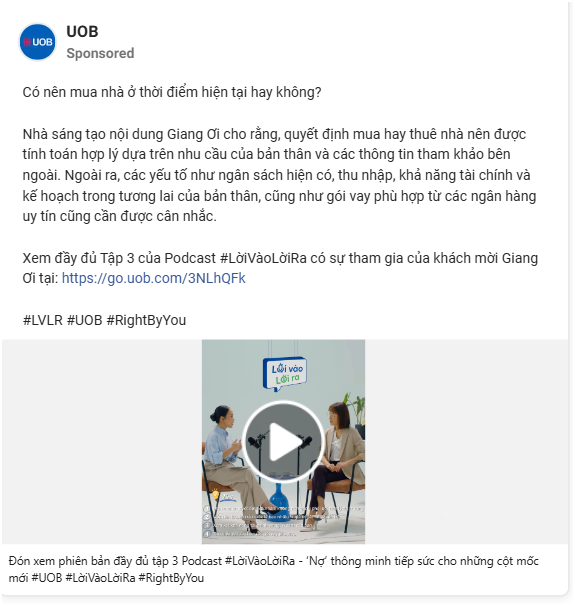 UOB
UOB
Sponsored
Có nên mua nhà ở thời điểm hiện tại hay không?
Nhà sáng tạo nội dung Giang Ơi cho rằng, quyết định mua hay thuê nhà nên được
tính toán hợp lý dựa trên nhu cầu của bản thân và các thông tin tham khảo bên
ngoài. Ngoài ra, các yếu tố như ngân sách hiện có, thu nhập, khả năng tài chính và
kế hoạch trong tương lai của bản thân, cũng như gói vay phù hợp từ các ngân hàng
uy tín cũng cần được cân nhắc.
Xem đầy đủ Tập 3 của Podcast #LờiVàoLờiRa có sự tham gia của khách mời Giang
Ơi tại: https://go.uob.com/3NLhQFk
#LVLR #UOB #RightByYou
Lời vào
Lời ra
Đón xem phiên bản đầy đủ tập 3 Podcast #LờiVàoLờiRa - 'Nợ' thông minh tiếp sức cho những cột mốc
mới #UOB #LờiVàoLờiRa #RightByYou